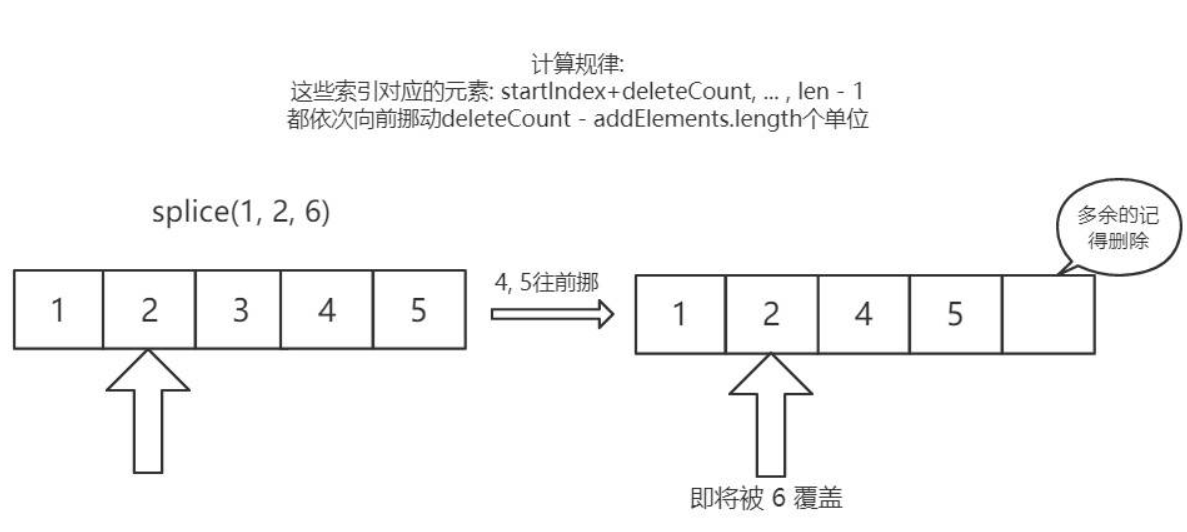 计算规律:
这些索引对应的元素: startIndex+deleteCount, ... , len - 1
都依次向前挪动deleteCount - addElements.length个单位
splice(1, 2, 6)
多余的记
得删除
4, 5往前挪
1 2 3 4 5
1 2 4 5
即将被 6 覆盖